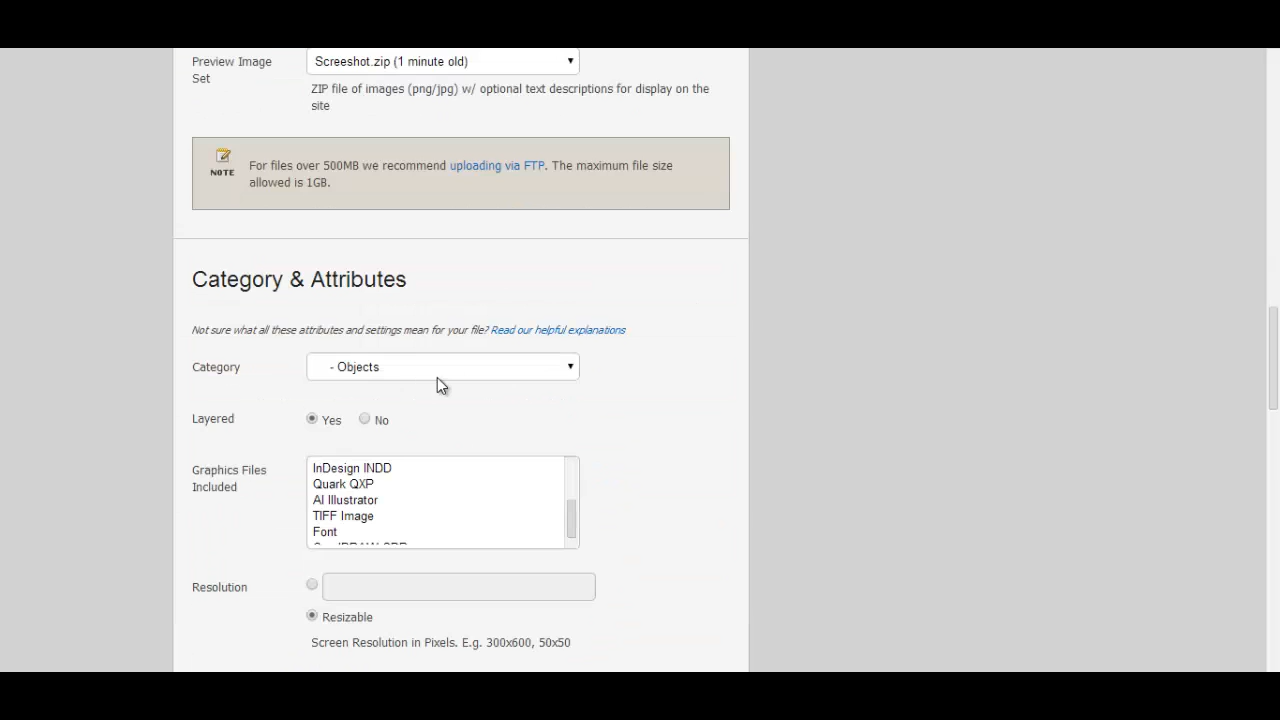 Preview Image
Set
Screeshot.zip (1 minute old)
ZIP file of images (png/jpg) w/ optional text descriptions for display on the
site
NOTE
For files over 500MB we recommend uploading via FTP. The maximum file size
allowed is 1GB.
Category & Attributes
Not sure what all these attributes and settings mean for your file? Read our helpful explanations
Category
- Objects
Layered
Yes
No
Graphics Files
Included
InDesign INDD
Quark QXP
AI Illustrator
TIFF Image
Font
Resolution
Resizable
Screen Resolution in Pixels. E.g. 300x600, 50x50